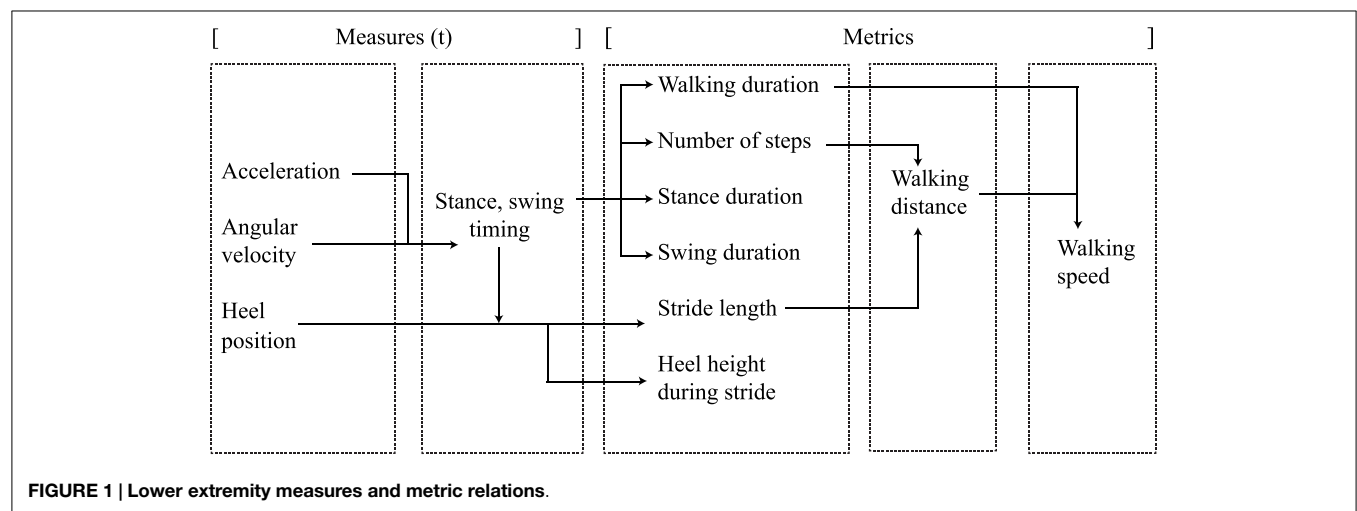 [ Measures (t) ] [ Metrics ]
Acceleration
Angular
velocity
Heel
position
Stance, swing
timing
Walking duration
Number of steps
Stance duration
Swing duration
Stride length
Heel height
during stride
Walking
distance
Walking
speed
FIGURE 1 | Lower extremity measures and metric relations.